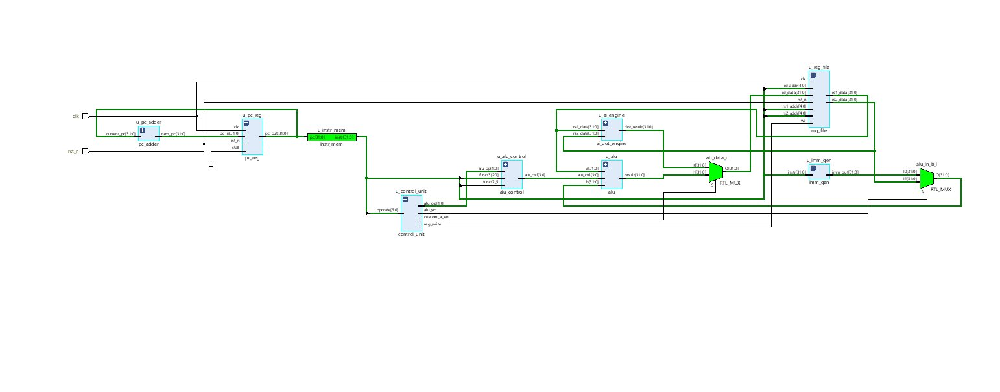 clk
rst_n
u_pc_adder
current_pc[31:0]
next_pc[31:0]
pc_adder
u_pc_reg
clk
pc_in[31:0]
rst_n
stall
pc_out[31:0]
pc_reg
u_instr_mem
pc[31:0]
instr[31:0]
instr_mem
u_control_unit
opcode[6:0]
alu_op[1:0]
alu_src
custom_ai_en
reg_write
control_unit
u_alu_control
alu_op[1:0]
funct3[2:0]
funct7_5
alu_ctrl[3:0]
alu_control
u_ai_engine
rs1_data[31:0]
rs2_data[31:0]
dot_result[31:0]
ai_dot_engine
u_alu
a[31:0]
alu_ctrl[3:0]
b[31:0]
result[31:0]
alu
wb_data_i
I0[31:0]
I1[31:0]
O[31:0]
S
RTL_MUX
u_reg_file
clk
rd_addr[4:0]
rd_data[31:0]
rst_n
rs1_addr[4:0]
rs2_addr[4:0]
we
rs1_data[31:0]
rs2_data[31:0]
reg_file
u_imm_gen
instr[31:0]
imm_out[31:0]
imm_gen
alu_in_b_i
I0[31:0]
I1[31:0]
O[31:0]
S
RTL_MUX